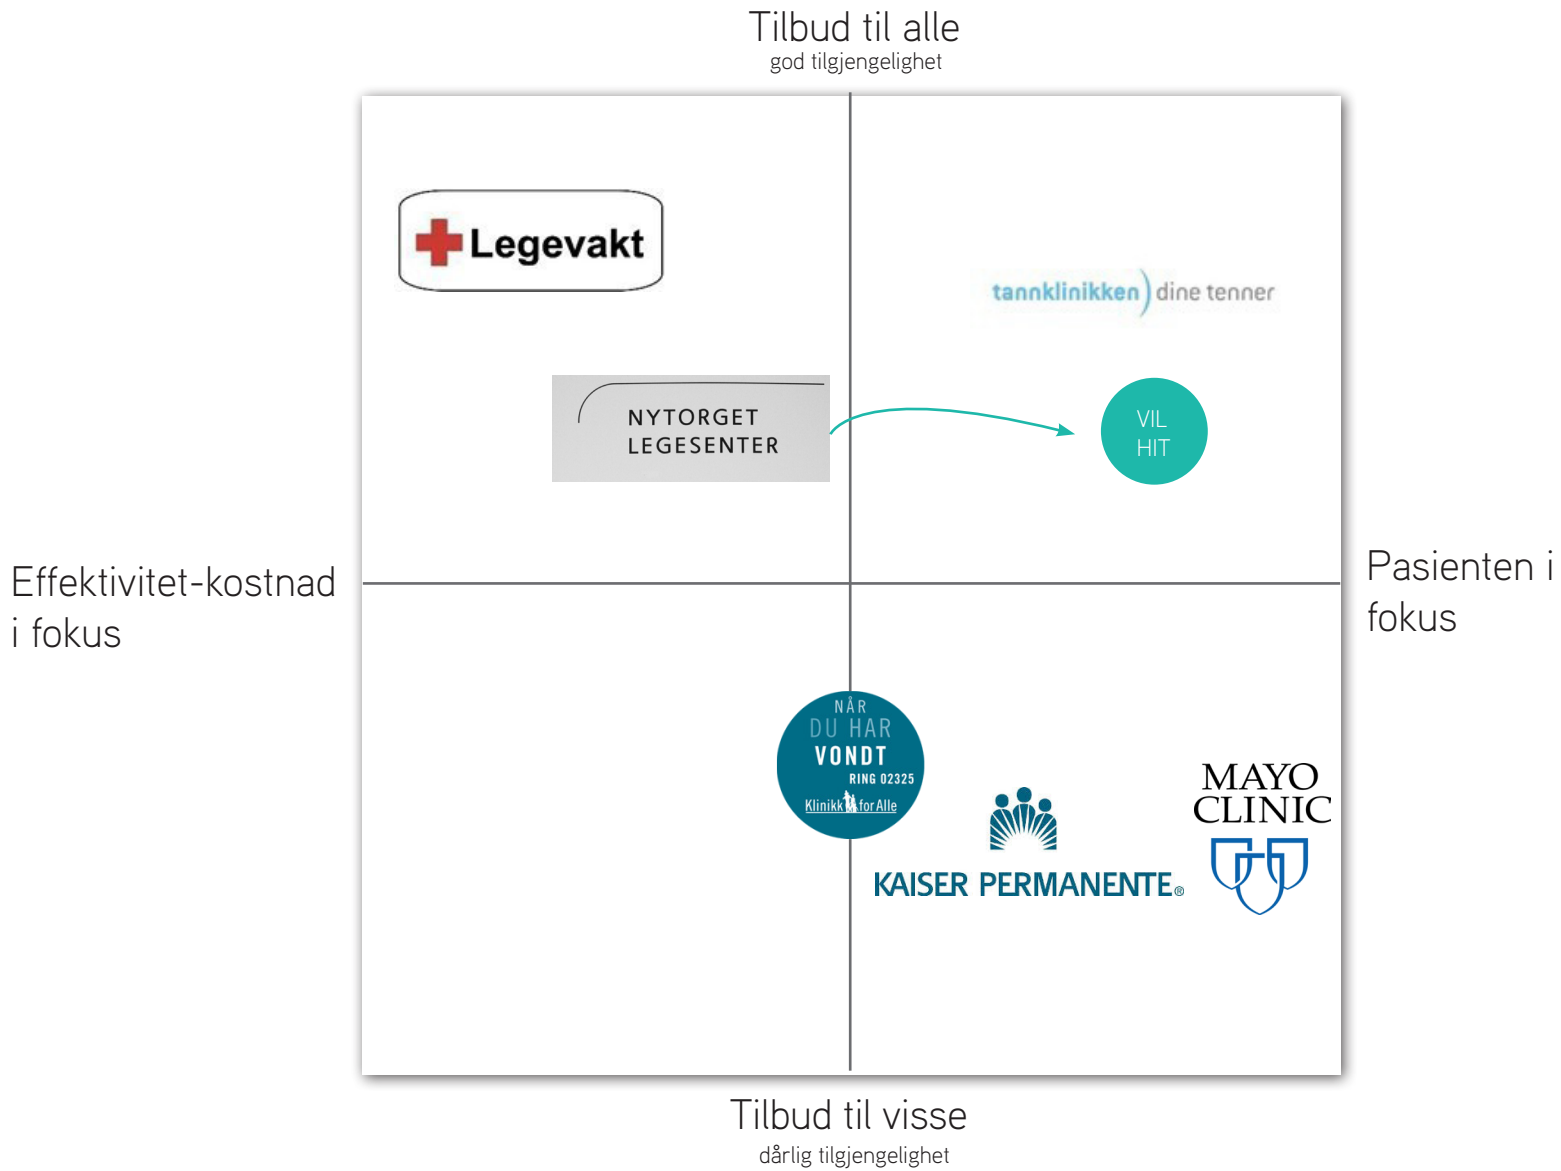 Tilbud til alle
god tilgjengelighet
Legevakt
tannklinikken) dine tenner
NYTORGET
LEGESENTER
VIL
HIT
Effektivitet-kostnad
i fokus
Pasienten i
fokus
NÅR
DU HAR
VONDT
RING 02325
Klinikk for Alle
KAISER PERMANENTE®
MAYO
CLINIC
Tilbud til visse
dårlig tilgjengelighet